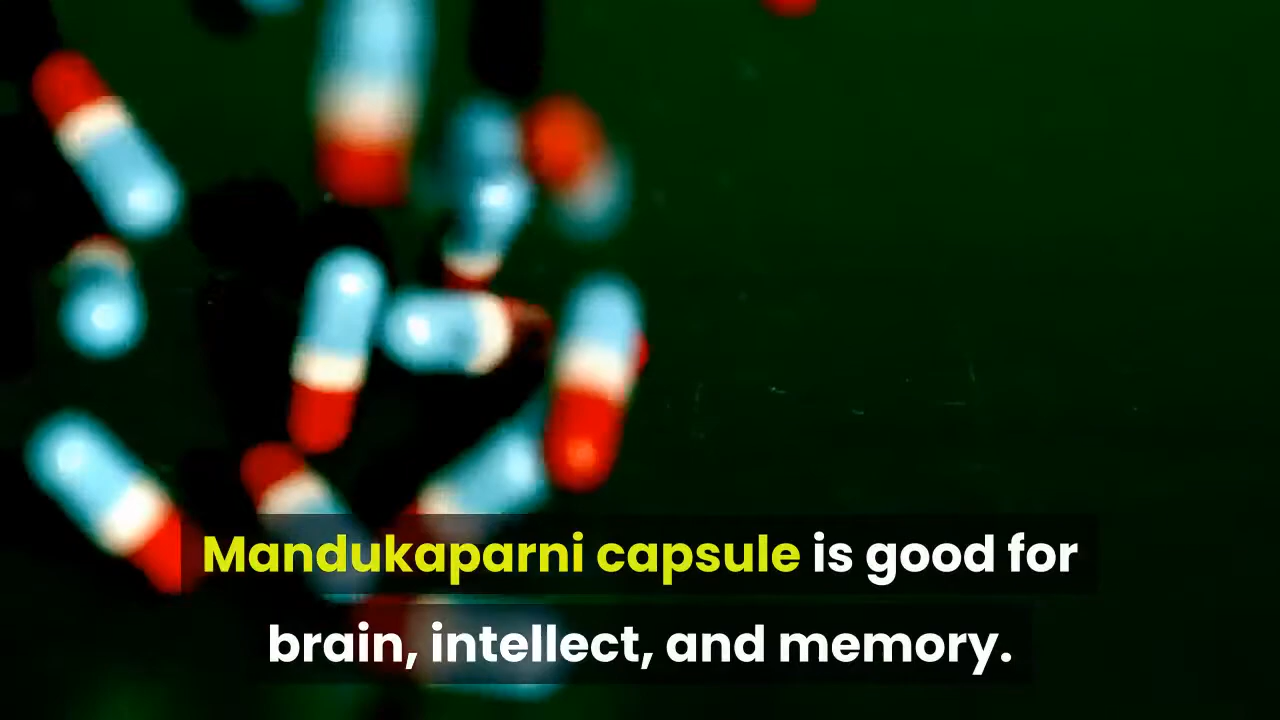 Mandukaparni capsule is good for
brain, intellect, and memory.